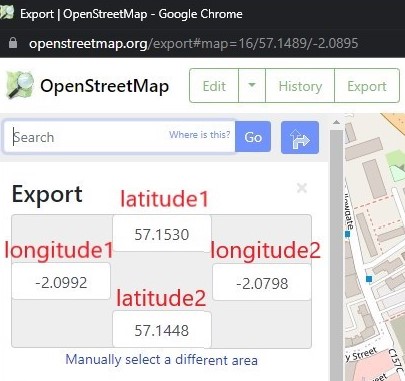 Export | OpenStreetMap - Google Chrome
openstreetmap.org/export#map=16/57.1489/-2.0895
OpenStreetMap Edit History Export
Search Where is this? Go
Export ×
latitude1
57.1530
longitude1 longitude2
-2.0992 -2.0798
latitude2
57.1448
Manually select a different area
y Street
C157C